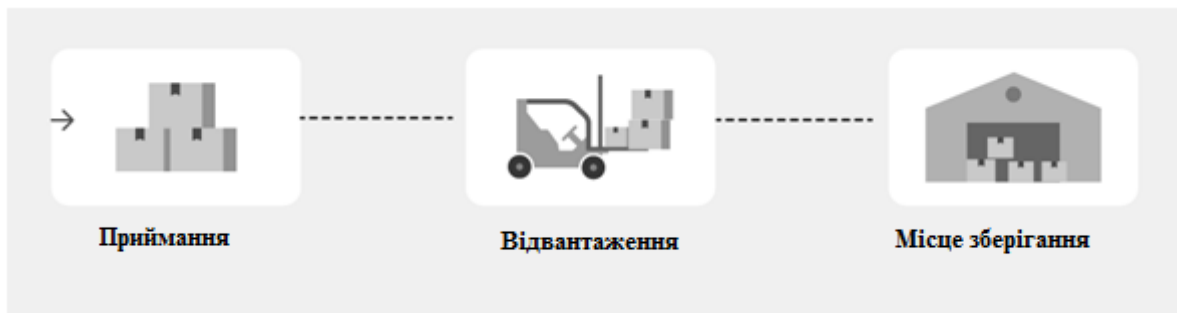 Приймання
Відвантаження
Місце зберігання